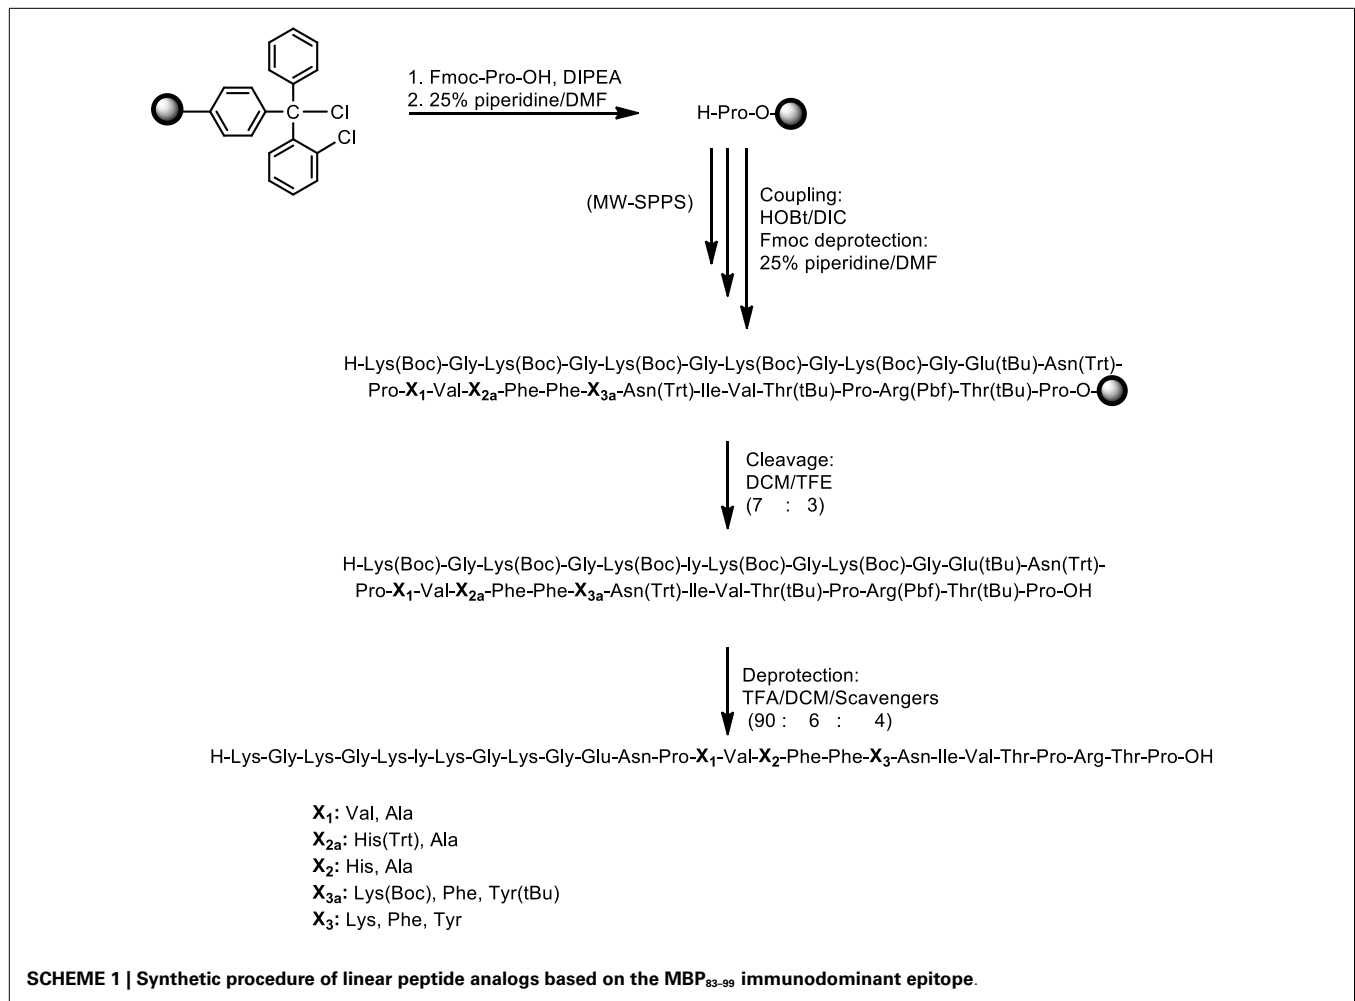 Cl
Cl
1. Fmoc-Pro-OH, DIPEA
2. 25% piperidine/DMF
H-Pro-O-
(MW-SPPS)
Coupling:
HOBt/DIC
Fmoc deprotection:
25% piperidine/DMF
H-Lys(Boc)-Gly-Lys(Boc)-Gly-Lys(Boc)-Gly-Lys(Boc)-Gly-Lys(Boc)-Gly-Glu(tBu)-Asn(Trt)-
Pro-X1-Val-X2a-Phe-Phe-X3a-Asn(Trt)-Ile-Val-Thr(tBu)-Pro-Arg(Pbf)-Thr(tBu)-Pro-O-
Cleavage:
DCM/TFE
(7 : 3)
H-Lys(Boc)-Gly-Lys(Boc)-Gly-Lys(Boc)-ly-Lys(Boc)-Gly-Lys(Boc)-Gly-Glu(tBu)-Asn(Trt)-
Pro-X1-Val-X2a-Phe-Phe-X3a-Asn(Trt)-Ile-Val-Thr(tBu)-Pro-Arg(Pbf)-Thr(tBu)-Pro-OH
Deprotection:
TFA/DCM/Scavengers
(90 : 6 : 4)
H-Lys-Gly-Lys-Gly-Lys-ly-Lys-Gly-Lys-Gly-Glu-Asn-Pro-X1-Val-X2-Phe-Phe-X3-Asn-Ile-Val-Thr-Pro-Arg-Thr-Pro-OH
X1: Val, Ala
X2a: His(Trt), Ala
X2: His, Ala
X3a: Lys(Boc), Phe, Tyr(tBu)
X3: Lys, Phe, Tyr
SCHEME 1 | Synthetic procedure of linear peptide analogs based on the MBP83–99 immunodominant epitope.